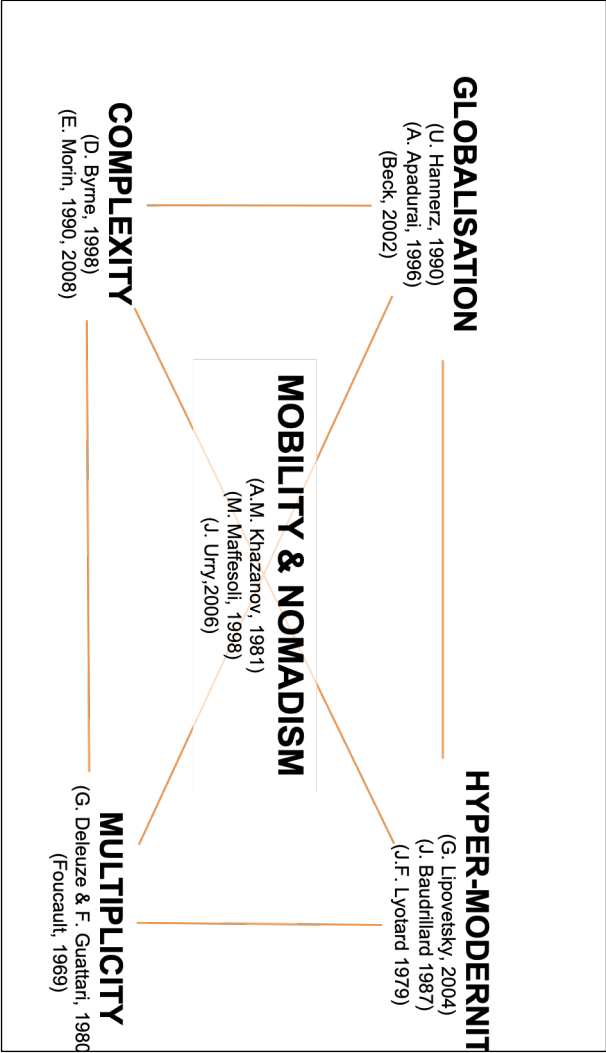 GLOBALISATION
(U. Hannerz, 1990)
(A. Apadurai, 1996)
(Beck, 2002)
HYPER-MODERNIT
(G. Lipovetsky, 2004)
(J. Baudrillard 1987)
(J.F. Lyotard 1979)
MOBILITY & NOMADISM
(A.M. Khazanov, 1981)
(M. Maffesoli, 1998)
(J. Urry,2006)
COMPLEXITY
(D. Byrne, 1998)
(E. Morin, 1990, 2008)
MULTIPLICITY
(G. Deleuze & F. Guattari, 1980
(Foucault, 1969)